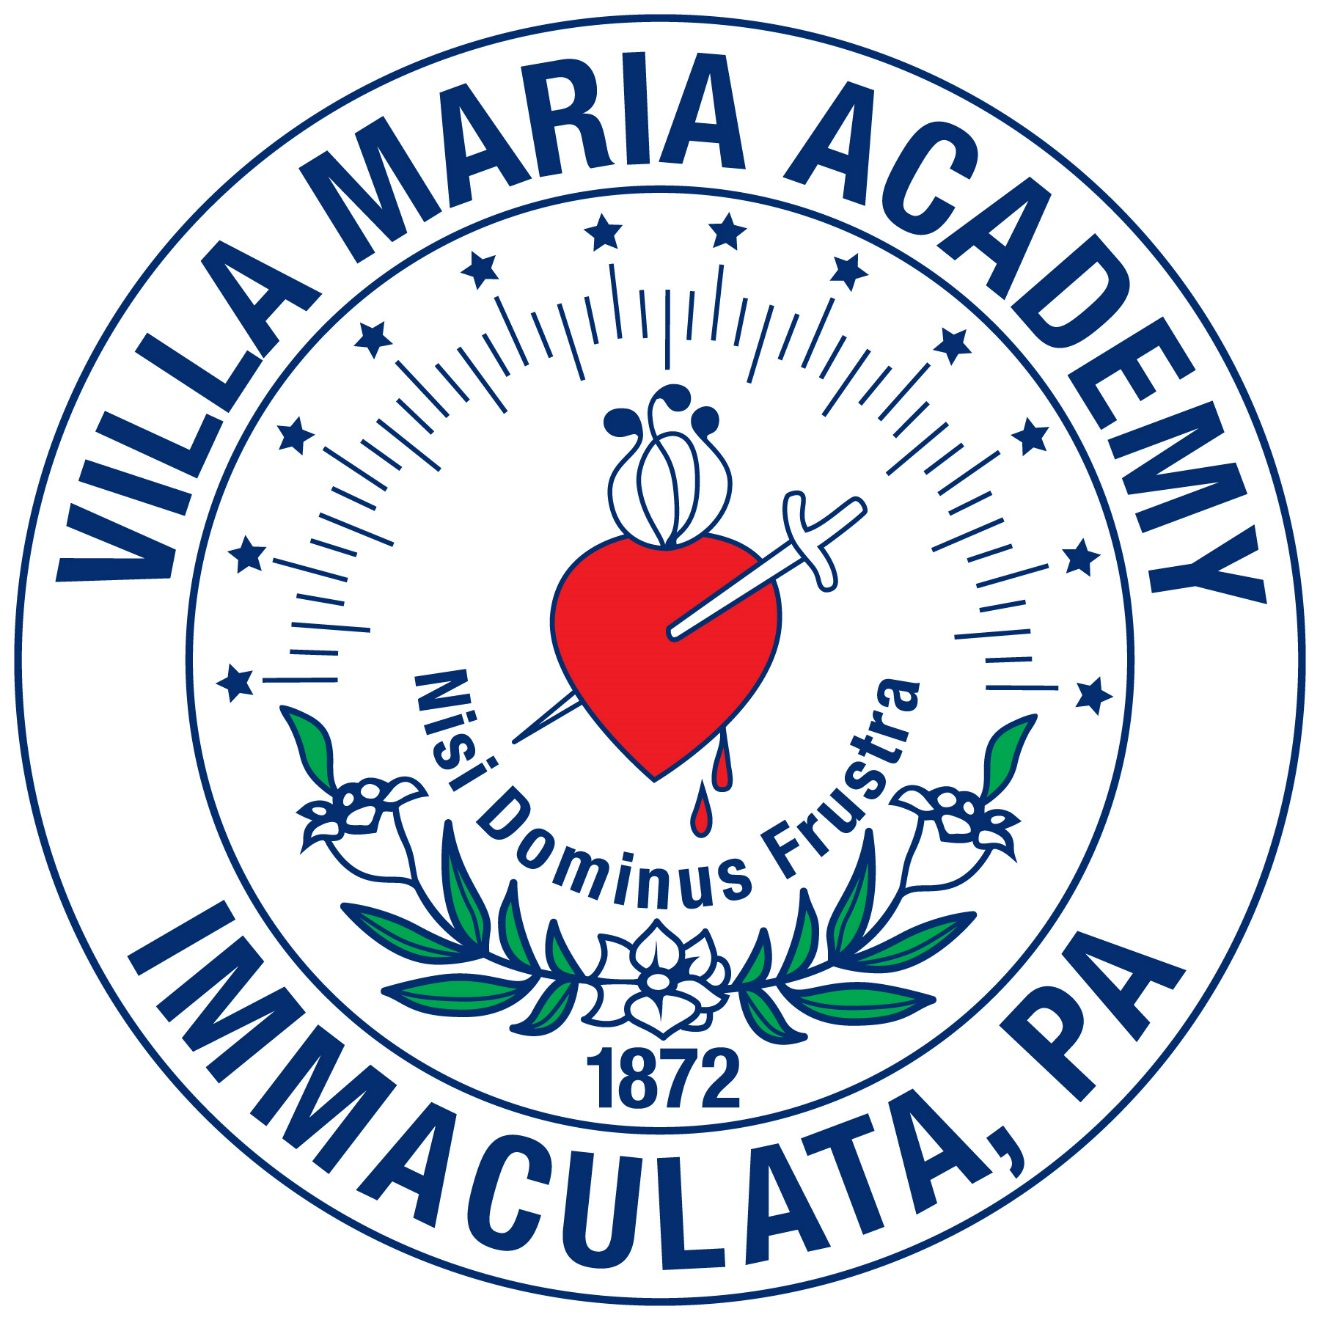 VILLA MARIA ACADEMY
Nisi Dominus Frustra
1872
IMMACULATA, PA